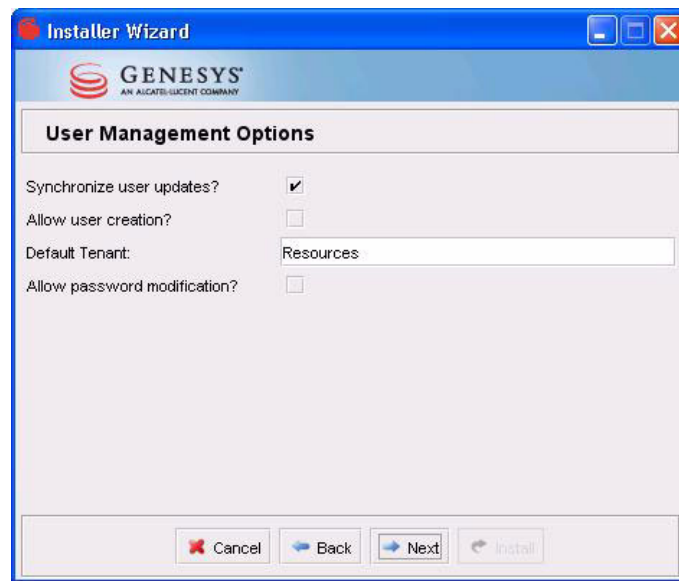 Installer Wizard
GENESYS
AN ALCATEL-LUCENT COMPANY
User Management Options
Synchronize user updates?
Allow user creation?
Default Tenant: Resources
Allow password modification?
Cancel Back Next Install